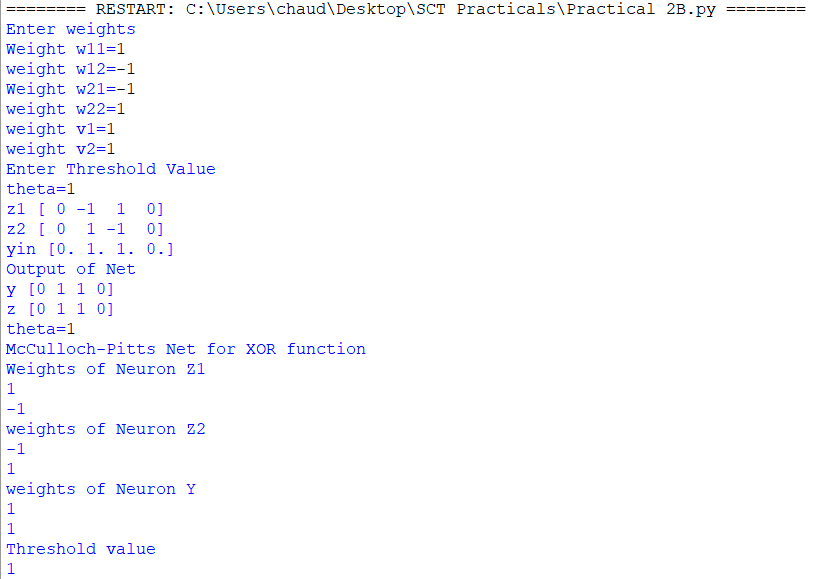 ======== RESTART: C:\Users\chaud\Desktop\SCT Practicals\Practical 2B.py ========
Enter weights
Weight w11=1
weight w12=-1
Weight w21=-1
weight w22=1
weight v1=1
weight v2=1
Enter Threshold Value
theta=1
z1 [ 0 -1  1  0]
z2 [ 0  1 -1  0]
yin [0. 1. 1. 0.]
Output of Net
y [0 1 1 0]
z [0 1 1 0]
theta=1
McCulloch-Pitts Net for XOR function
Weights of Neuron Z1
1
-1
weights of Neuron Z2
-1
1
weights of Neuron Y
1
1
Threshold value
1